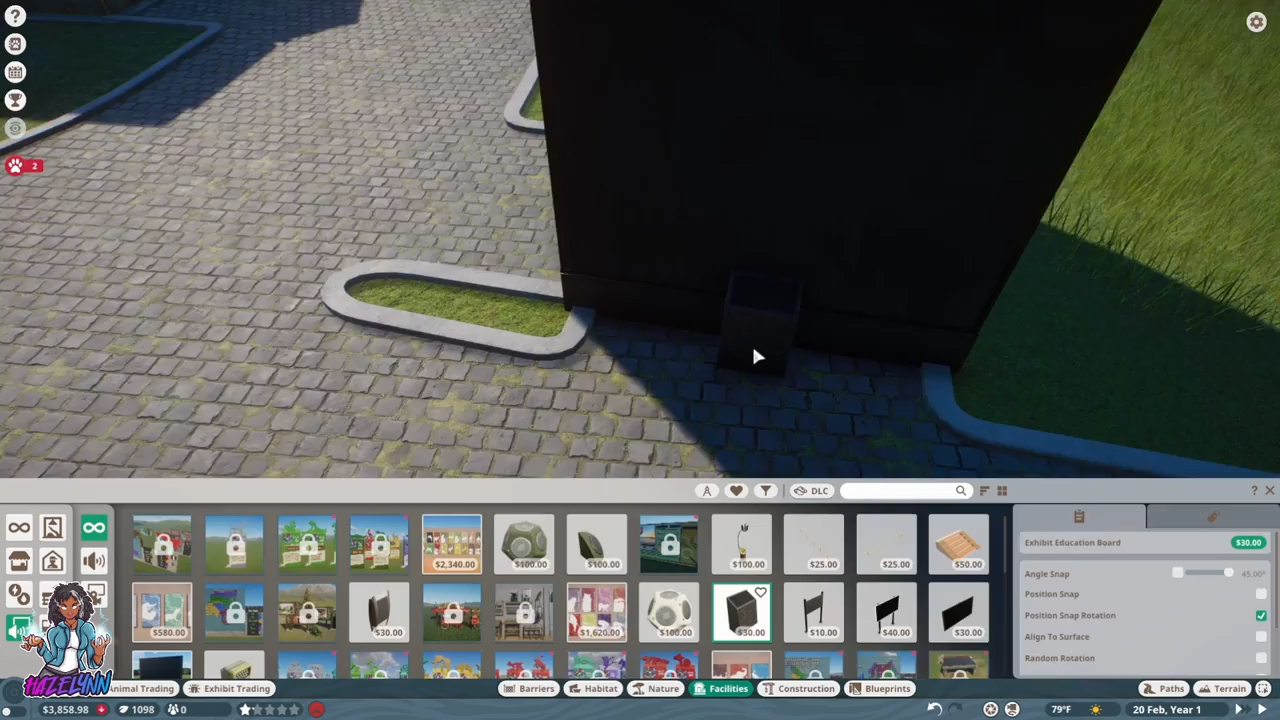 ?
2
DLC
? ×
$2,340.00
$100.00
$100.00
$100.00
$25.00
$25.00
$50.00
$580.00
$30.00
$1,620.00
$100.00
$30.00
$10.00
$40.00
$30.00
Exhibit Education Board $30.00
Angle Snap 45.00°
Position Snap
Position Snap Rotation
Align To Surface
Random Rotation
HAZELYNN
Animal Trading
Exhibit Trading
Barriers
Habitat
Nature
Facilities
Construction
Blueprints
Paths
Terrain
$3,858.98
1098
0
79°F
20 Feb, Year 1